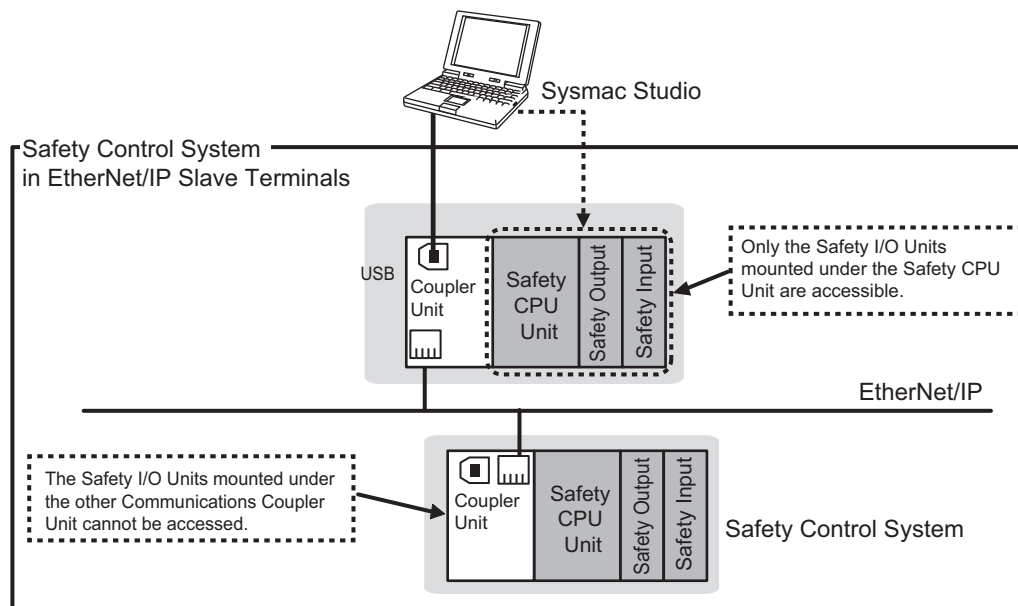 Sysmac Studio
Safety Control System
in EtherNet/IP Slave Terminals
USB
Coupler
Unit
Safety
CPU
Unit
Safety Output
Safety Input
Only the Safety I/O Units
mounted under the Safety CPU
Unit are accessible.
EtherNet/IP
The Safety I/O Units mounted under
the other Communications Coupler
Unit cannot be accessed.
Coupler
Unit
Safety
CPU
Unit
Safety Output
Safety Input
Safety Control System